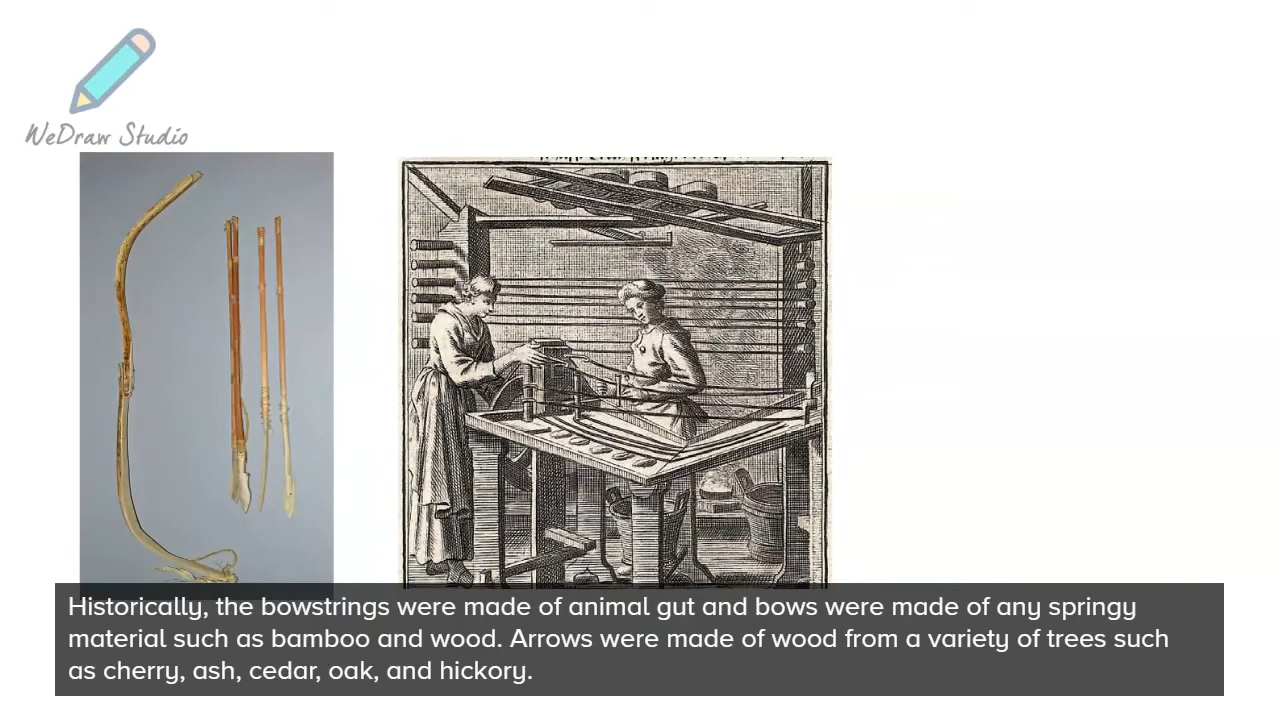 WeDraw Studio
Historically, the bowstrings were made of animal gut and bows were made of any springy
material such as bamboo and wood. Arrows were made of wood from a variety of trees such
as cherry, ash, cedar, oak, and hickory.